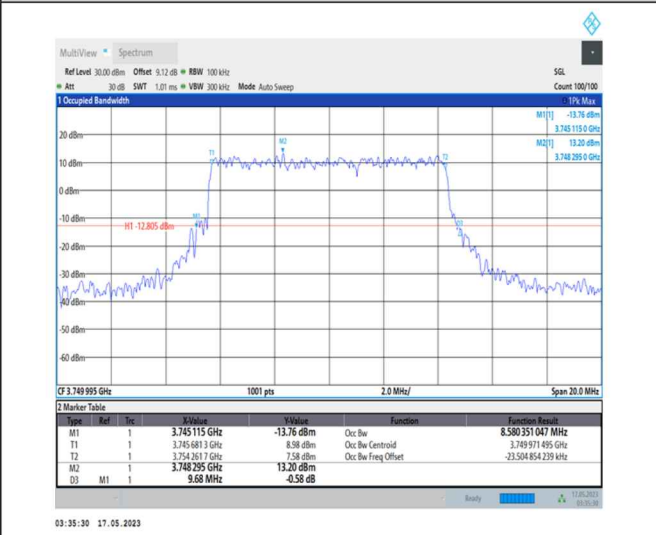 MultiView Spectrum
Ref Level 30.00 dBm Offset 9.12 dB RBW 100 kHz SGL
Att 30 dB SWT 1.01 ms VBW 300 kHz Mode Auto Sweep Count 100/100
1 Occupied Bandwidth 1Pk Max
M1[1] -13.76 dBm
3.745 115 0 GHz
M2[1] 13.20 dBm
3.748 295 0 GHz
20 dBm
M2
T1 T2
10 dBm
0 dBm
-10 dBm
M1
H1 -12.805 dBm
D3
-20 dBm
-30 dBm
-40 dBm
-50 dBm
-60 dBm
CF 3.749 995 GHz 1001 pts 2.0 MHz/ Span 20.0 MHz
2 Marker Table
Type Ref Trc X-Value Y-Value Function Function Result
M1 1 3.745 115 GHz -13.76 dBm Occ Bw 8.580 351 047 MHz
T1 1 3.745 681 3 GHz 8.98 dBm Occ Bw Centroid 3.749 971 495 GHz
T2 1 3.754 261 7 GHz 7.58 dBm Occ Bw Freq Offset -23.504 854 239 kHz
M2 1 3.748 295 GHz 13.20 dBm
D3 M1 1 9.68 MHz -0.58 dB
Ready 17.05.2023
03:35:30
03:35:30 17.05.2023